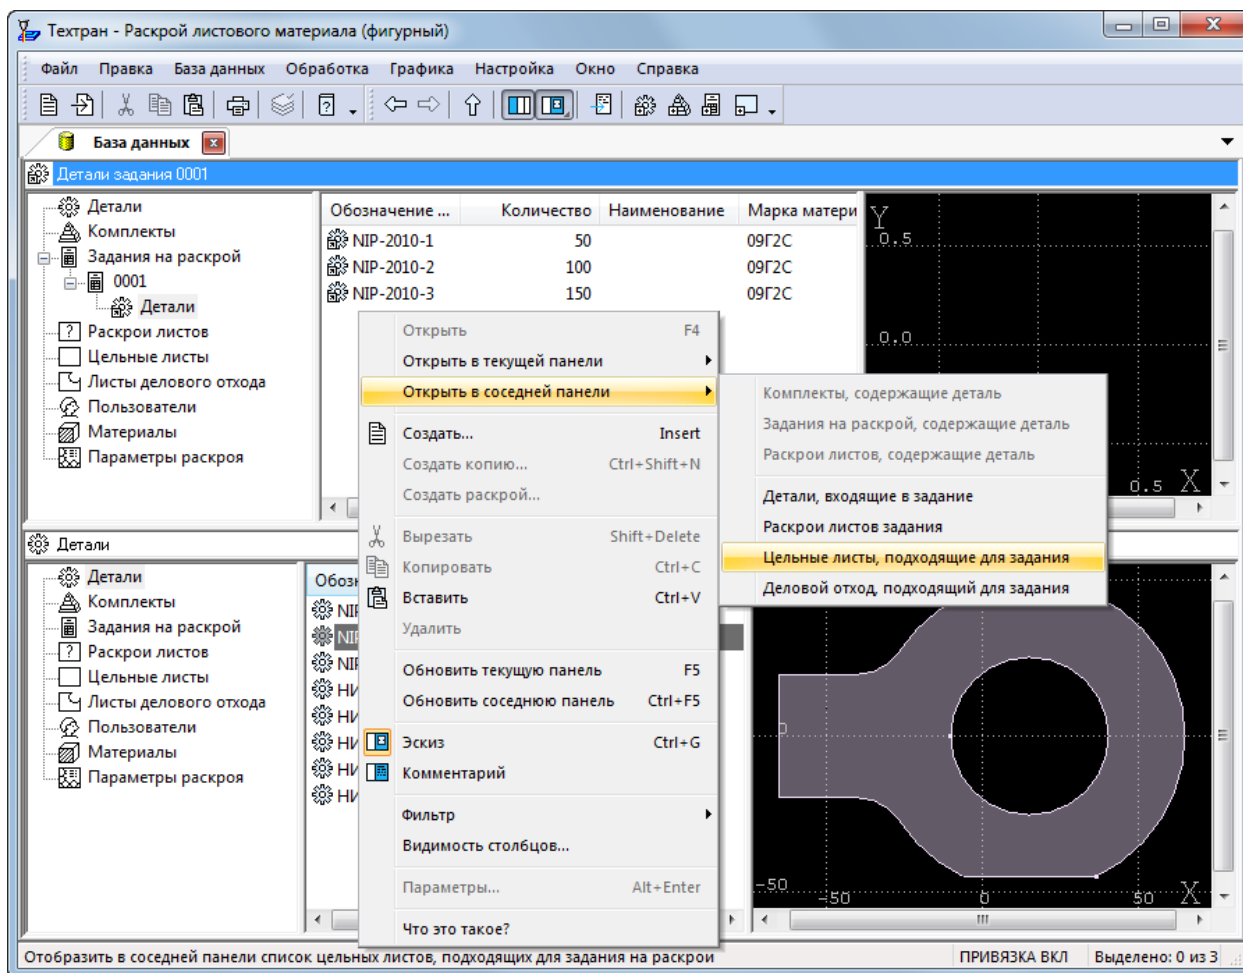 Техтран - Раскрой листового материала (фигурный)
Файл Правка База данных Обработка Графика Настройка Окно Справка
База данных
Детали задания 0001
Детали
Комплекты
Задания на раскрой
0001
Детали
Раскрои листов
Цельные листы
Листы делового отхода
Пользователи
Материалы
Параметры раскроя
Обозначение ... Количество Наименование Марка матери
NIP-2010-1 50 09Г2С
NIP-2010-2 100 09Г2С
NIP-2010-3 150 09Г2С
Y
0.5
0.0
0.5 X
Открыть F4
Открыть в текущей панели
Открыть в соседней панели
Создать... Insert
Создать копию... Ctrl+Shift+N
Создать раскрой...
Вырезать Shift+Delete
Копировать Ctrl+C
Вставить Ctrl+V
Удалить
Обновить текущую панель F5
Обновить соседнюю панель Ctrl+F5
Эскиз Ctrl+G
Комментарий
Фильтр
Видимость столбцов...
Параметры... Alt+Enter
Что это такое?
Комплекты, содержащие деталь
Задания на раскрой, содержащие деталь
Раскрои листов, содержащие деталь
Детали, входящие в задание
Раскрои листов задания
Цельные листы, подходящие для задания
Деловой отход, подходящий для задания
Детали
Детали
Комплекты
Задания на раскрой
Раскрои листов
Цельные листы
Листы делового отхода
Пользователи
Материалы
Параметры раскроя
0
-50
-50 0 50 X
Отобразить в соседней панели список цельных листов, подходящих для задания на раскрои
ПРИВЯЗКА ВКЛ Выделено: 0 из 3